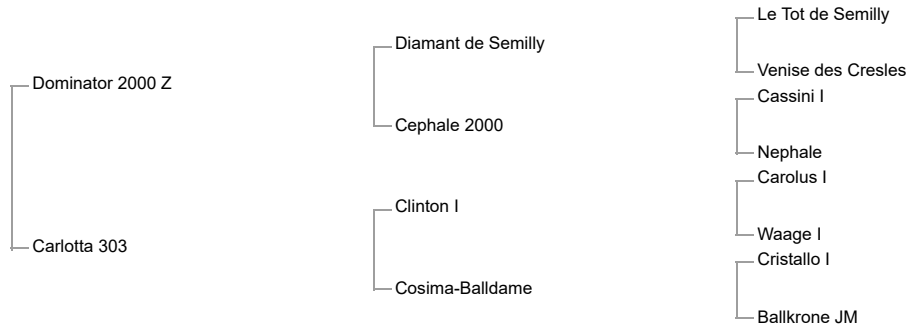 Le Tot de Semilly
Diamant de Semilly
Venise des Cresles
Dominator 2000 Z
Cassini I
Cephale 2000
Nephale
Carolus I
Clinton I
Waage I
Carlotta 303
Cristallo I
Cosima-Balldame
Ballkrone JM